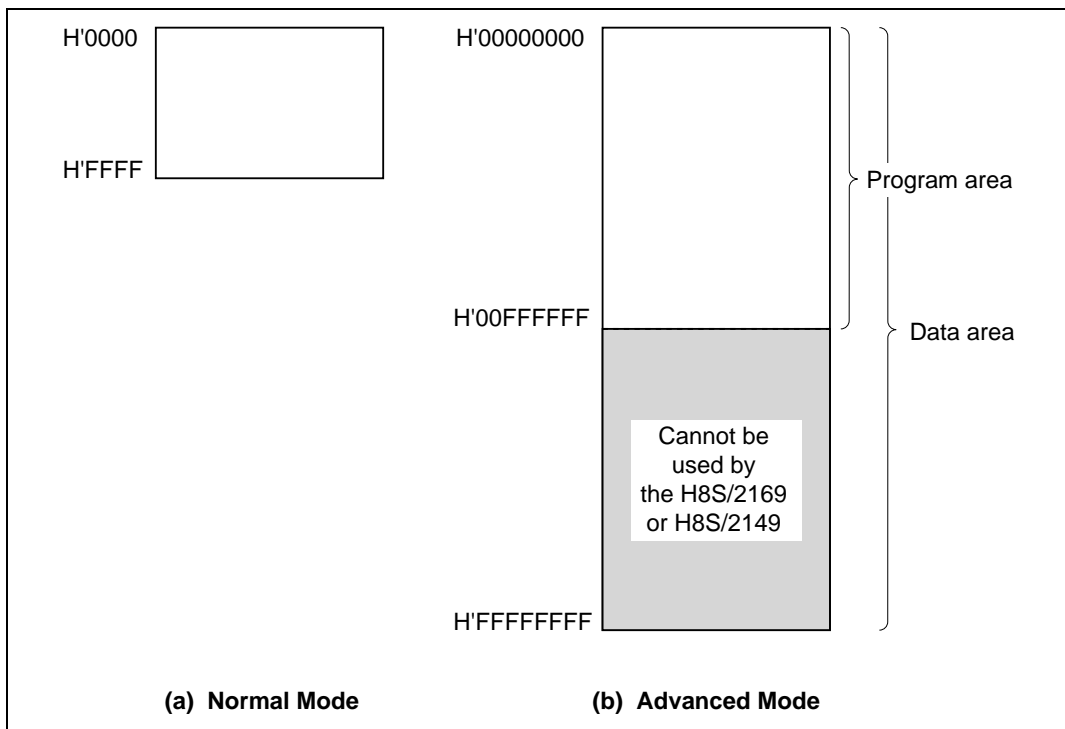 H'0000
H'FFFF
H'00000000
H'00FFFFFF
H'FFFFFFFF
Program area
Data area
Cannot be
used by
the H8S/2169
or H8S/2149
(a) Normal Mode
(b) Advanced Mode